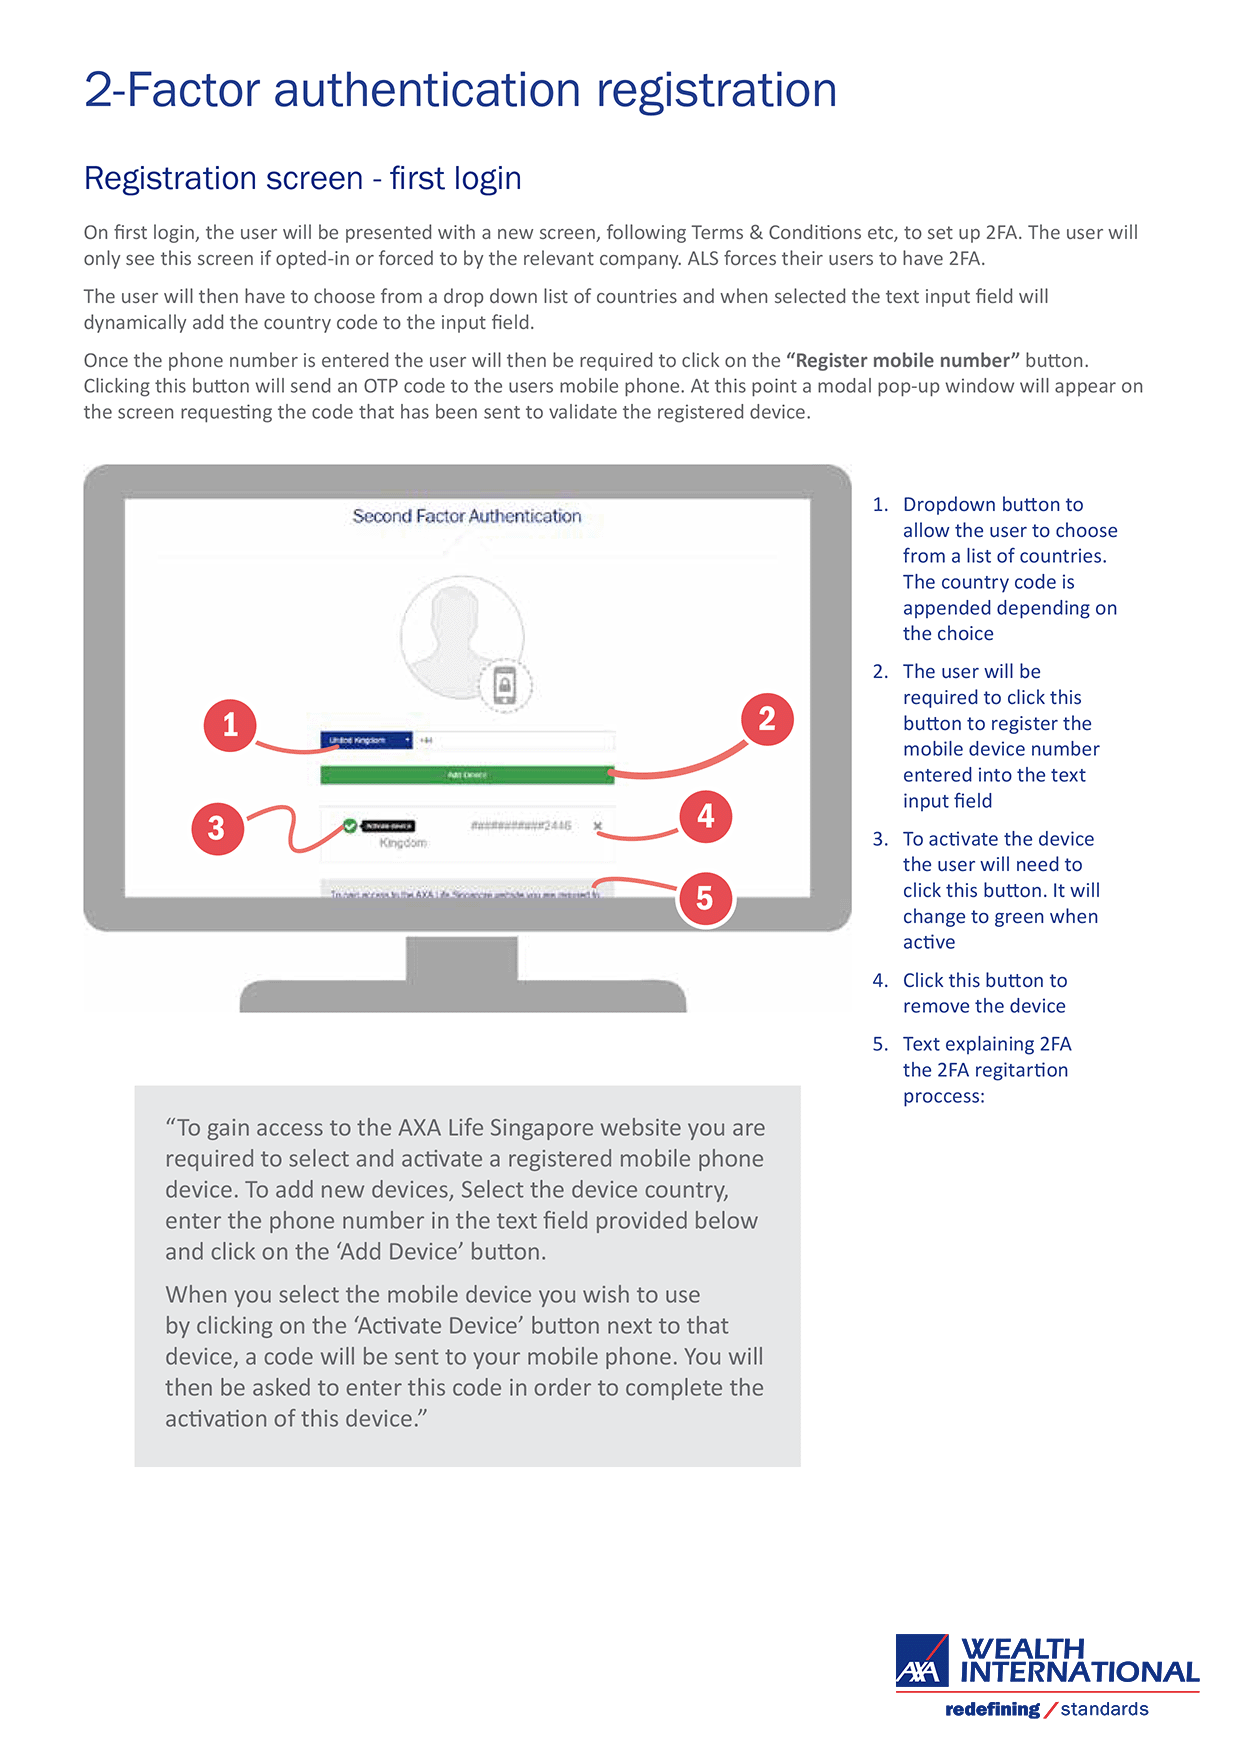 2-Factor authentication registration
Registration screen - first login
On first login, the user will be presented with a new screen, following Terms & Conditions etc, to set up 2FA. The user will
only see this screen if opted-in or forced to by the relevant company. ALS forces their users to have 2FA.
The user will then have to choose from a drop down list of countries and when selected the text input field will
dynamically add the country code to the input field.
Once the phone number is entered the user will then be required to click on the “Register mobile number” button.
Clicking this button will send an OTP code to the users mobile phone. At this point a modal pop-up window will appear on
the screen requesting the code that has been sent to validate the registered device.
Second Factor Authentication
1
2
United Kingdom +44
Add Device
3
4
Activate device ###########2446
Kingdom
5
To gain access to the AXA Life Singapore website you are required to
1. Dropdown button to
allow the user to choose
from a list of countries.
The country code is
appended depending on
the choice
2. The user will be
required to click this
button to register the
mobile device number
entered into the text
input field
3. To activate the device
the user will need to
click this button. It will
change to green when
active
4. Click this button to
remove the device
5. Text explaining 2FA
the 2FA regitartion
proccess:
“To gain access to the AXA Life Singapore website you are
required to select and activate a registered mobile phone
device. To add new devices, Select the device country,
enter the phone number in the text field provided below
and click on the ‘Add Device’ button.
When you select the mobile device you wish to use
by clicking on the ‘Activate Device’ button next to that
device, a code will be sent to your mobile phone. You will
then be asked to enter this code in order to complete the
activation of this device.”
AXA WEALTH
INTERNATIONAL
redefining / standards